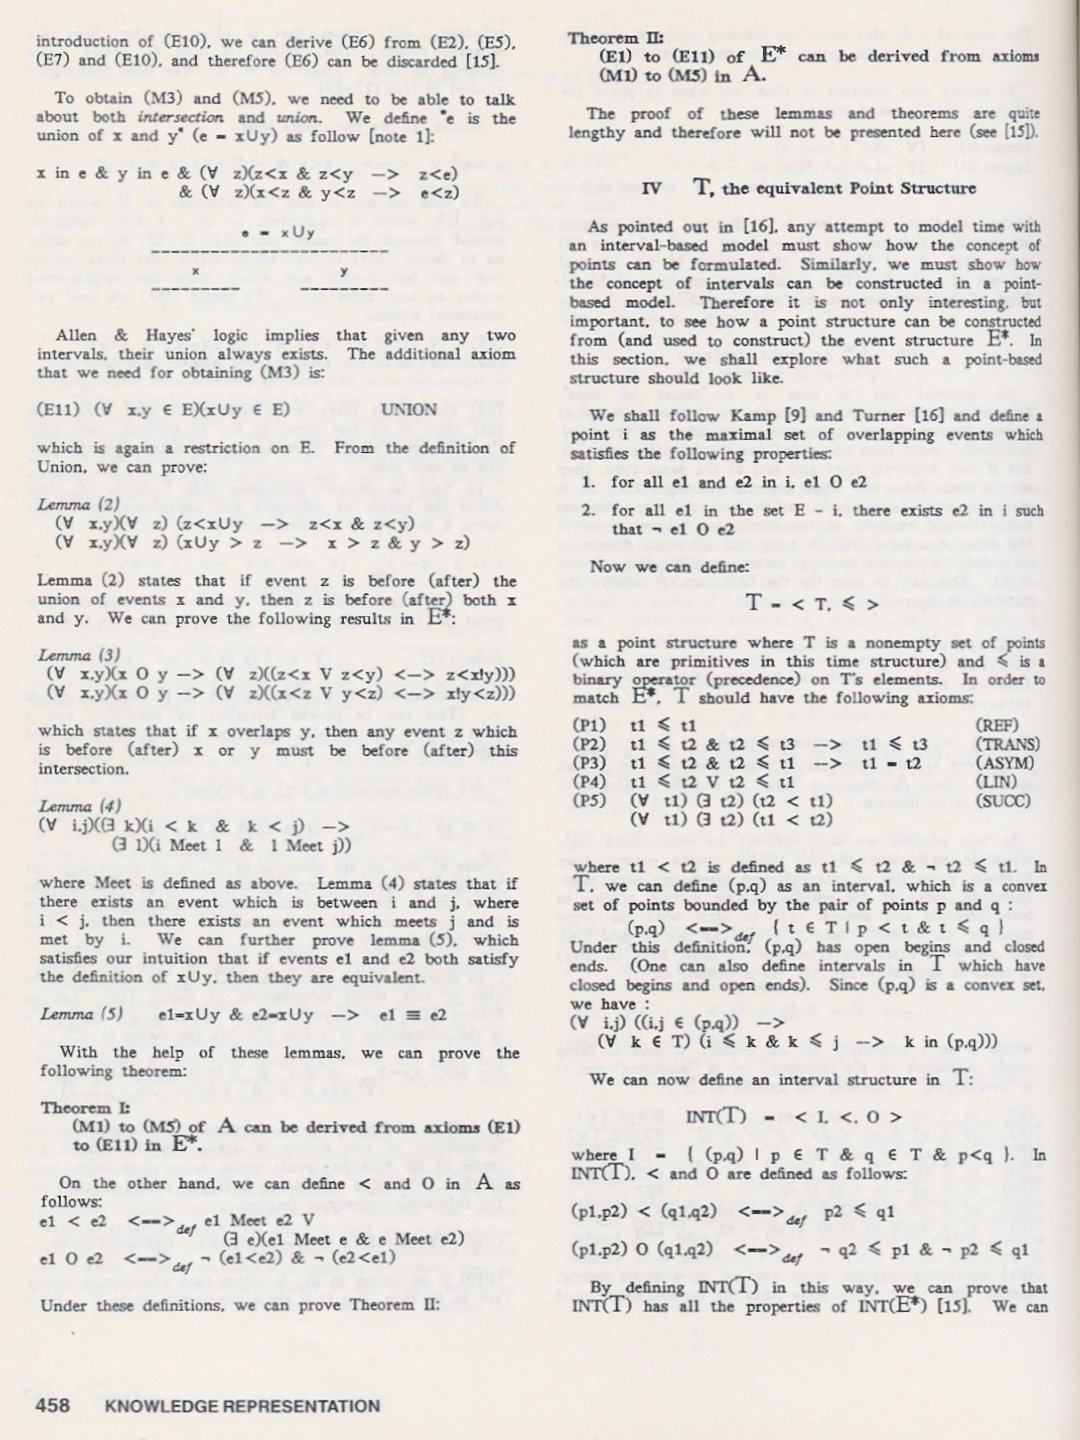 introduction of (E10), we can derive (E6) from (E2), (E5),
(E7) and (E10), and therefore (E6) can be discarded [15].
To obtain (M3) and (M5), we need to be able to talk
about both intersection and union. We define "e is the
union of x and y" (e = xUy) as follow [note 1]:
x in e & y in e & (∀ z)(z<x & z<y —> z<e)
& (∀ z)(x<z & y<z —> e<z)
e = xUy
x y
Allen & Hayes' logic implies that given any two
intervals, their union always exists. The additional axiom
that we need for obtaining (M3) is:
(E11) (∀ x,y ∈ E)(xUy ∈ E) UNION
which is again a restriction on E. From the definition of
Union, we can prove:
Lemma (2)
(∀ x,y)(∀ z) (z<xUy —> z<x & z<y)
(∀ x,y)(∀ z) (xUy > z —> x > z & y > z)
Lemma (2) states that if event z is before (after) the
union of events x and y, then z is before (after) both x
and y. We can prove the following results in E*:
Lemma (3)
(∀ x,y)(x O y —> (∀ z)((z<x V z<y) <—> z<x!y)))
(∀ x,y)(x O y —> (∀ z)((x<z V y<z) <—> x!y<z)))
which states that if x overlaps y, then any event z which
is before (after) x or y must be before (after) this
intersection.
Lemma (4)
(∀ i,j)((∃ k)(i < k & k < j) —>
(∃ l)(i Meet l & l Meet j))
where Meet is defined as above. Lemma (4) states that if
there exists an event which is between i and j, where
i < j, then there exists an event which meets j and is
met by i. We can further prove lemma (5), which
satisfies our intuition that if events e1 and e2 both satisfy
the definition of xUy, then they are equivalent.
Lemma (5) e1=xUy & e2=xUy —> e1 ≡ e2
With the help of these lemmas, we can prove the
following theorem:
Theorem I:
(M1) to (M5) of A can be derived from axioms (E1)
to (E11) in E*.
On the other hand, we can define < and O in A as
follows:
e1 < e2 <—>def e1 Meet e2 V
(∃ e)(e1 Meet e & e Meet e2)
e1 O e2 <—>def ¬ (e1<e2) & ¬ (e2<e1)
Under these definitions, we can prove Theorem II:
Theorem II:
(E1) to (E11) of E* can be derived from axioms
(M1) to (M5) in A.
The proof of these lemmas and theorems are quite
lengthy and therefore will not be presented here (see [15]).
IV T, the equivalent Point Structure
As pointed out in [16], any attempt to model time with
an interval-based model must show how the concept of
points can be formulated. Similarly, we must show how
the concept of intervals can be constructed in a point-
based model. Therefore it is not only interesting, but
important, to see how a point structure can be constructed
from (and used to construct) the event structure E*. In
this section, we shall explore what such a point-based
structure should look like.
We shall follow Kamp [9] and Turner [16] and define a
point i as the maximal set of overlapping events which
satisfies the following properties:
1. for all e1 and e2 in i, e1 O e2
2. for all e1 in the set E - i, there exists e2 in i such
that ¬ e1 O e2
Now we can define:
T = < T, ⩽ >
as a point structure where T is a nonempty set of points
(which are primitives in this time structure) and ⩽ is a
binary operator (precedence) on T's elements. In order to
match E*, T should have the following axioms:
(P1) t1 ⩽ t1 (REF)
(P2) t1 ⩽ t2 & t2 ⩽ t3 —> t1 ⩽ t3 (TRANS)
(P3) t1 ⩽ t2 & t2 ⩽ t1 —> t1 = t2 (ASYM)
(P4) t1 ⩽ t2 V t2 ⩽ t1 (LIN)
(P5) (∀ t1) (∃ t2) (t2 < t1) (SUCC)
(∀ t1) (∃ t2) (t1 < t2)
where t1 < t2 is defined as t1 ⩽ t2 & ¬ t2 ⩽ t1. In
T, we can define (p,q) as an interval, which is a convex
set of points bounded by the pair of points p and q :
(p,q) <—>def { t ∈ T | p < t & t ⩽ q }
Under this definition, (p,q) has open begins and closed
ends. (One can also define intervals in T which have
closed begins and open ends). Since (p,q) is a convex set,
we have :
(∀ i,j) ((i,j ∈ (p,q)) —>
(∀ k ∈ T) (i ⩽ k & k ⩽ j —> k in (p,q)))
We can now define an interval structure in T:
INT(T) = < I, <, O >
where I = { (p,q) | p ∈ T & q ∈ T & p<q }. In
INT(T), < and O are defined as follows:
(p1,p2) < (q1,q2) <—>def p2 ⩽ q1
(p1,p2) O (q1,q2) <—>def ¬ q2 ⩽ p1 & ¬ p2 ⩽ q1
By defining INT(T) in this way, we can prove that
INT(T) has all the properties of INT(E*) [15]. We can
458 KNOWLEDGE REPRESENTATION